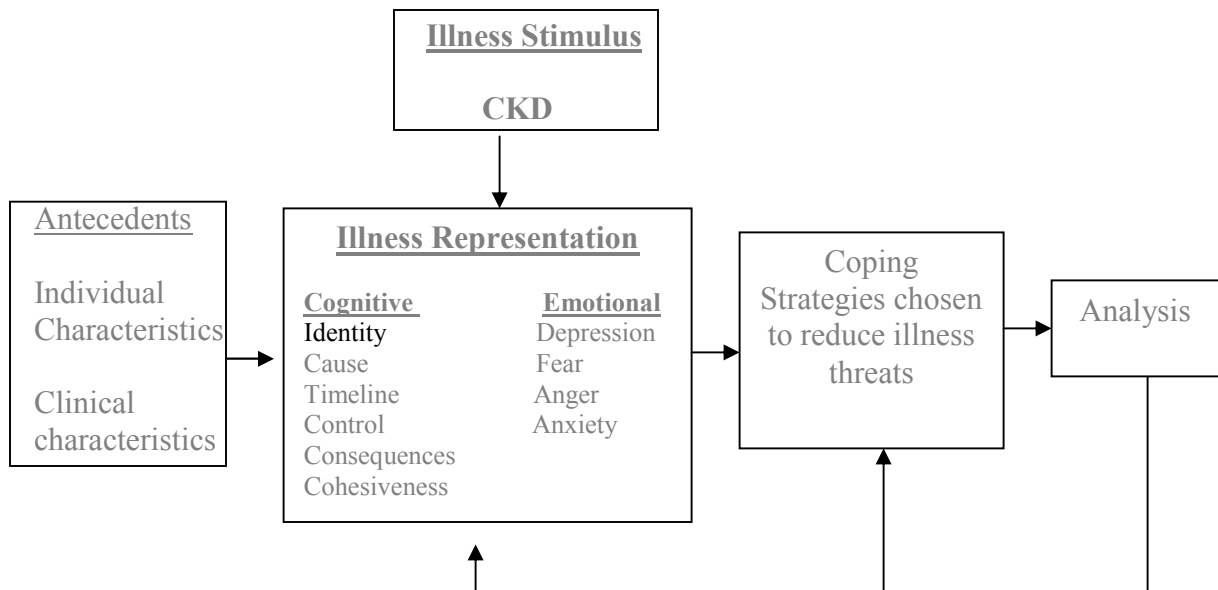 Illness Stimulus
CKD
Antecedents
Individual
Characteristics
Clinical
characteristics
Illness Representation
Cognitive
Identity
Cause
Timeline
Control
Consequences
Cohesiveness
Emotional
Depression
Fear
Anger
Anxiety
Coping
Strategies chosen
to reduce illness
threats
Analysis